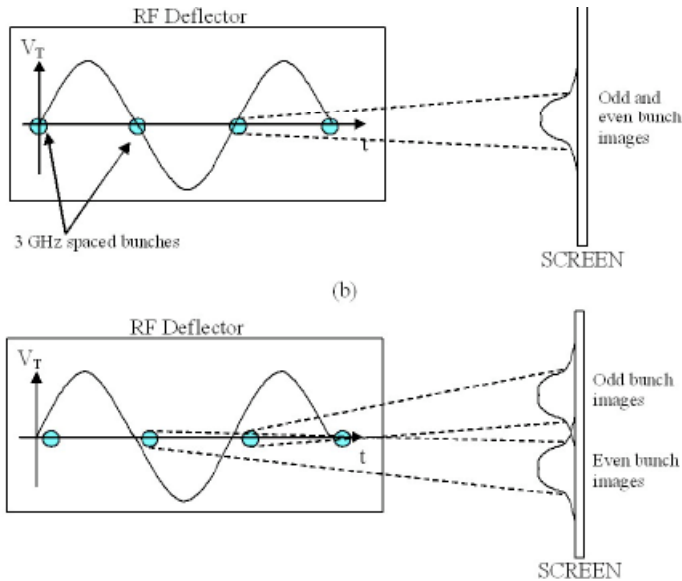 RF Deflector
V_T
t
Odd and
even bunch
images
3 GHz spaced bunches
SCREEN
(b)
RF Deflector
V_T
t
Odd bunch
images
Even bunch
images
SCREEN